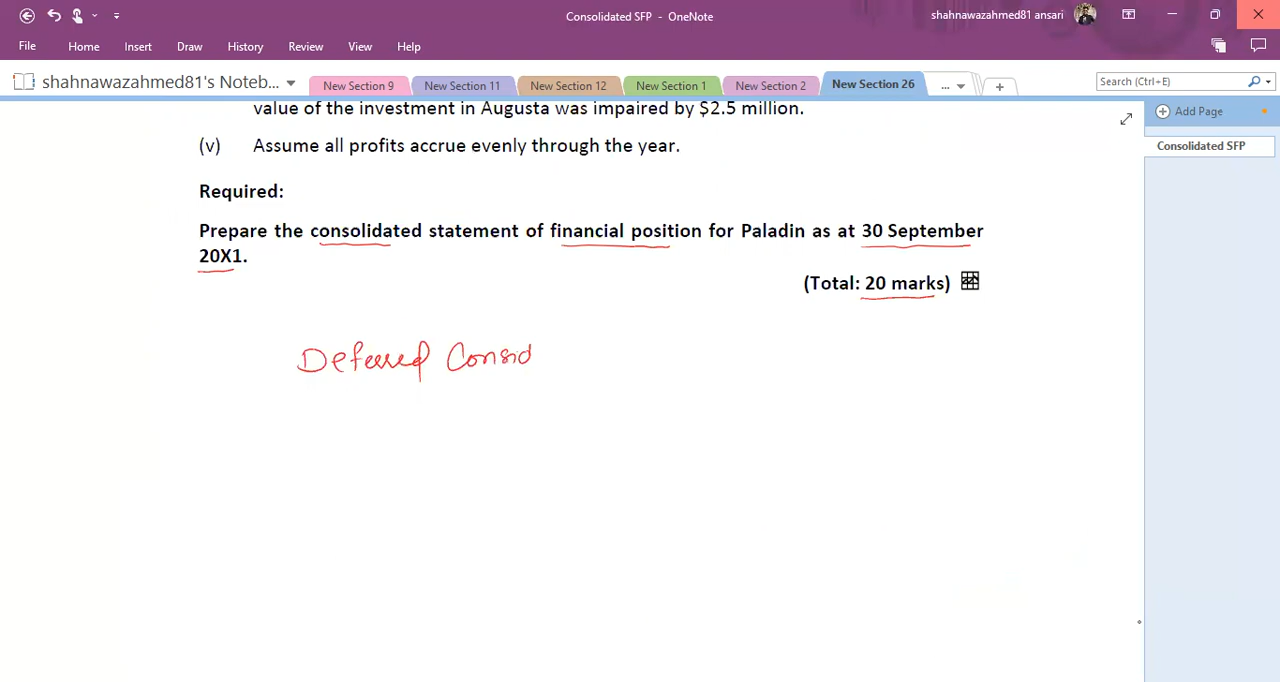 Consolidated SFP - OneNote
shahnawazahmed81 ansari
File Home Insert Draw History Review View Help
shahnawazahmed81's Noteb... New Section 9 New Section 11 New Section 12 New Section 1 New Section 2 New Section 26 ... Search (Ctrl+E)
Add Page
Consolidated SFP
value of the investment in Augusta was impaired by $2.5 million.
(v) Assume all profits accrue evenly through the year.
Required:
Prepare the consolidated statement of financial position for Paladin as at 30 September
20X1.
(Total: 20 marks)
Deferred Consid